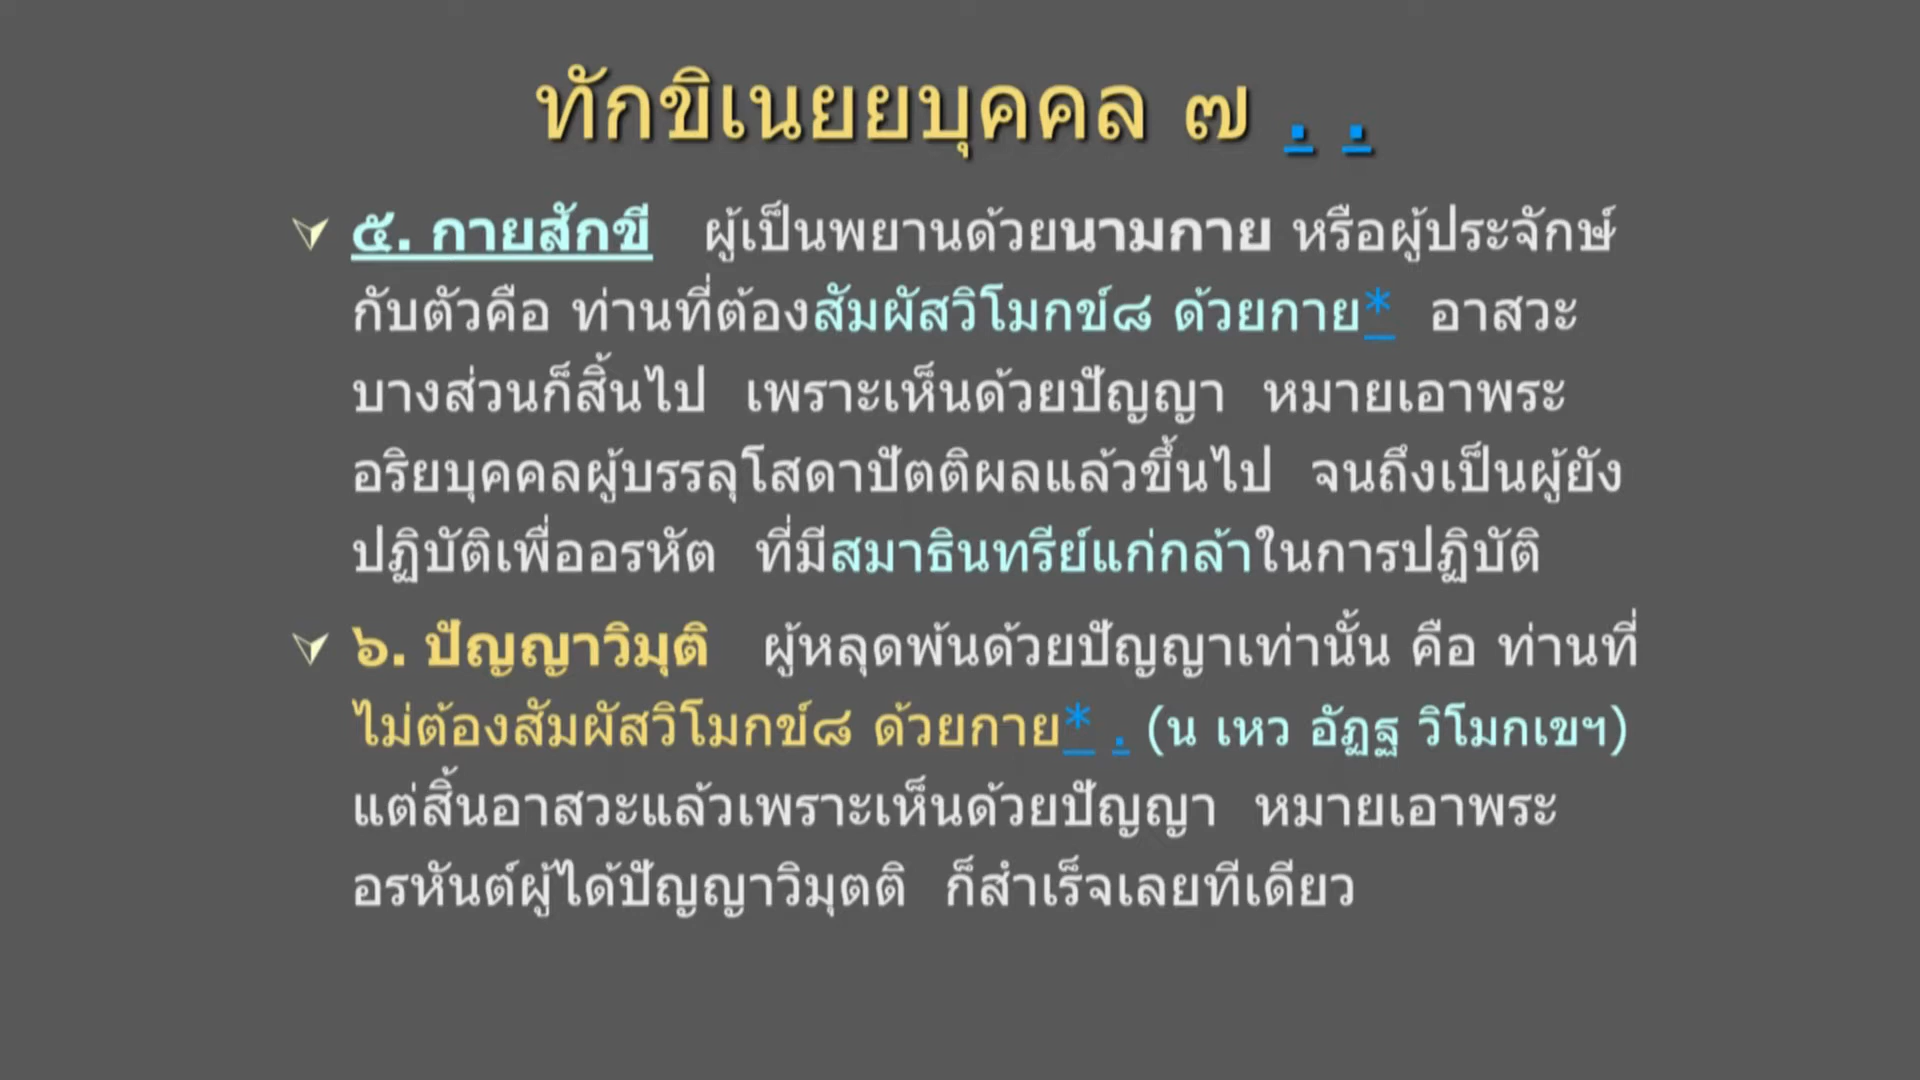 ทักขิเนยยบุคคล ๗ . .
๕. กายสักขี ผู้เป็นพยานด้วยนามกาย หรือผู้ประจักษ์
กับตัวคือ ท่านที่ต้องสัมผัสวิโมกข์๘ ด้วยกาย* อาสวะ
บางส่วนก็สิ้นไป เพราะเห็นด้วยปัญญา หมายเอาพระ
อริยบุคคลผู้บรรลุโสดาปัตติผลแล้วขึ้นไป จนถึงเป็นผู้ยัง
ปฏิบัติเพื่ออรหัต ที่มีสมาธินทรีย์แก่กล้าในการปฏิบัติ
๖. ปัญญาวิมุติ ผู้หลุดพ้นด้วยปัญญาเท่านั้น คือ ท่านที่
ไม่ต้องสัมผัสวิโมกข์๘ ด้วยกาย* . (น เหว อัฏฐ วิโมกเขฯ)
แต่สิ้นอาสวะแล้วเพราะเห็นด้วยปัญญา หมายเอาพระ
อรหันต์ผู้ได้ปัญญาวิมุตติ ก็สำเร็จเลยทีเดียว